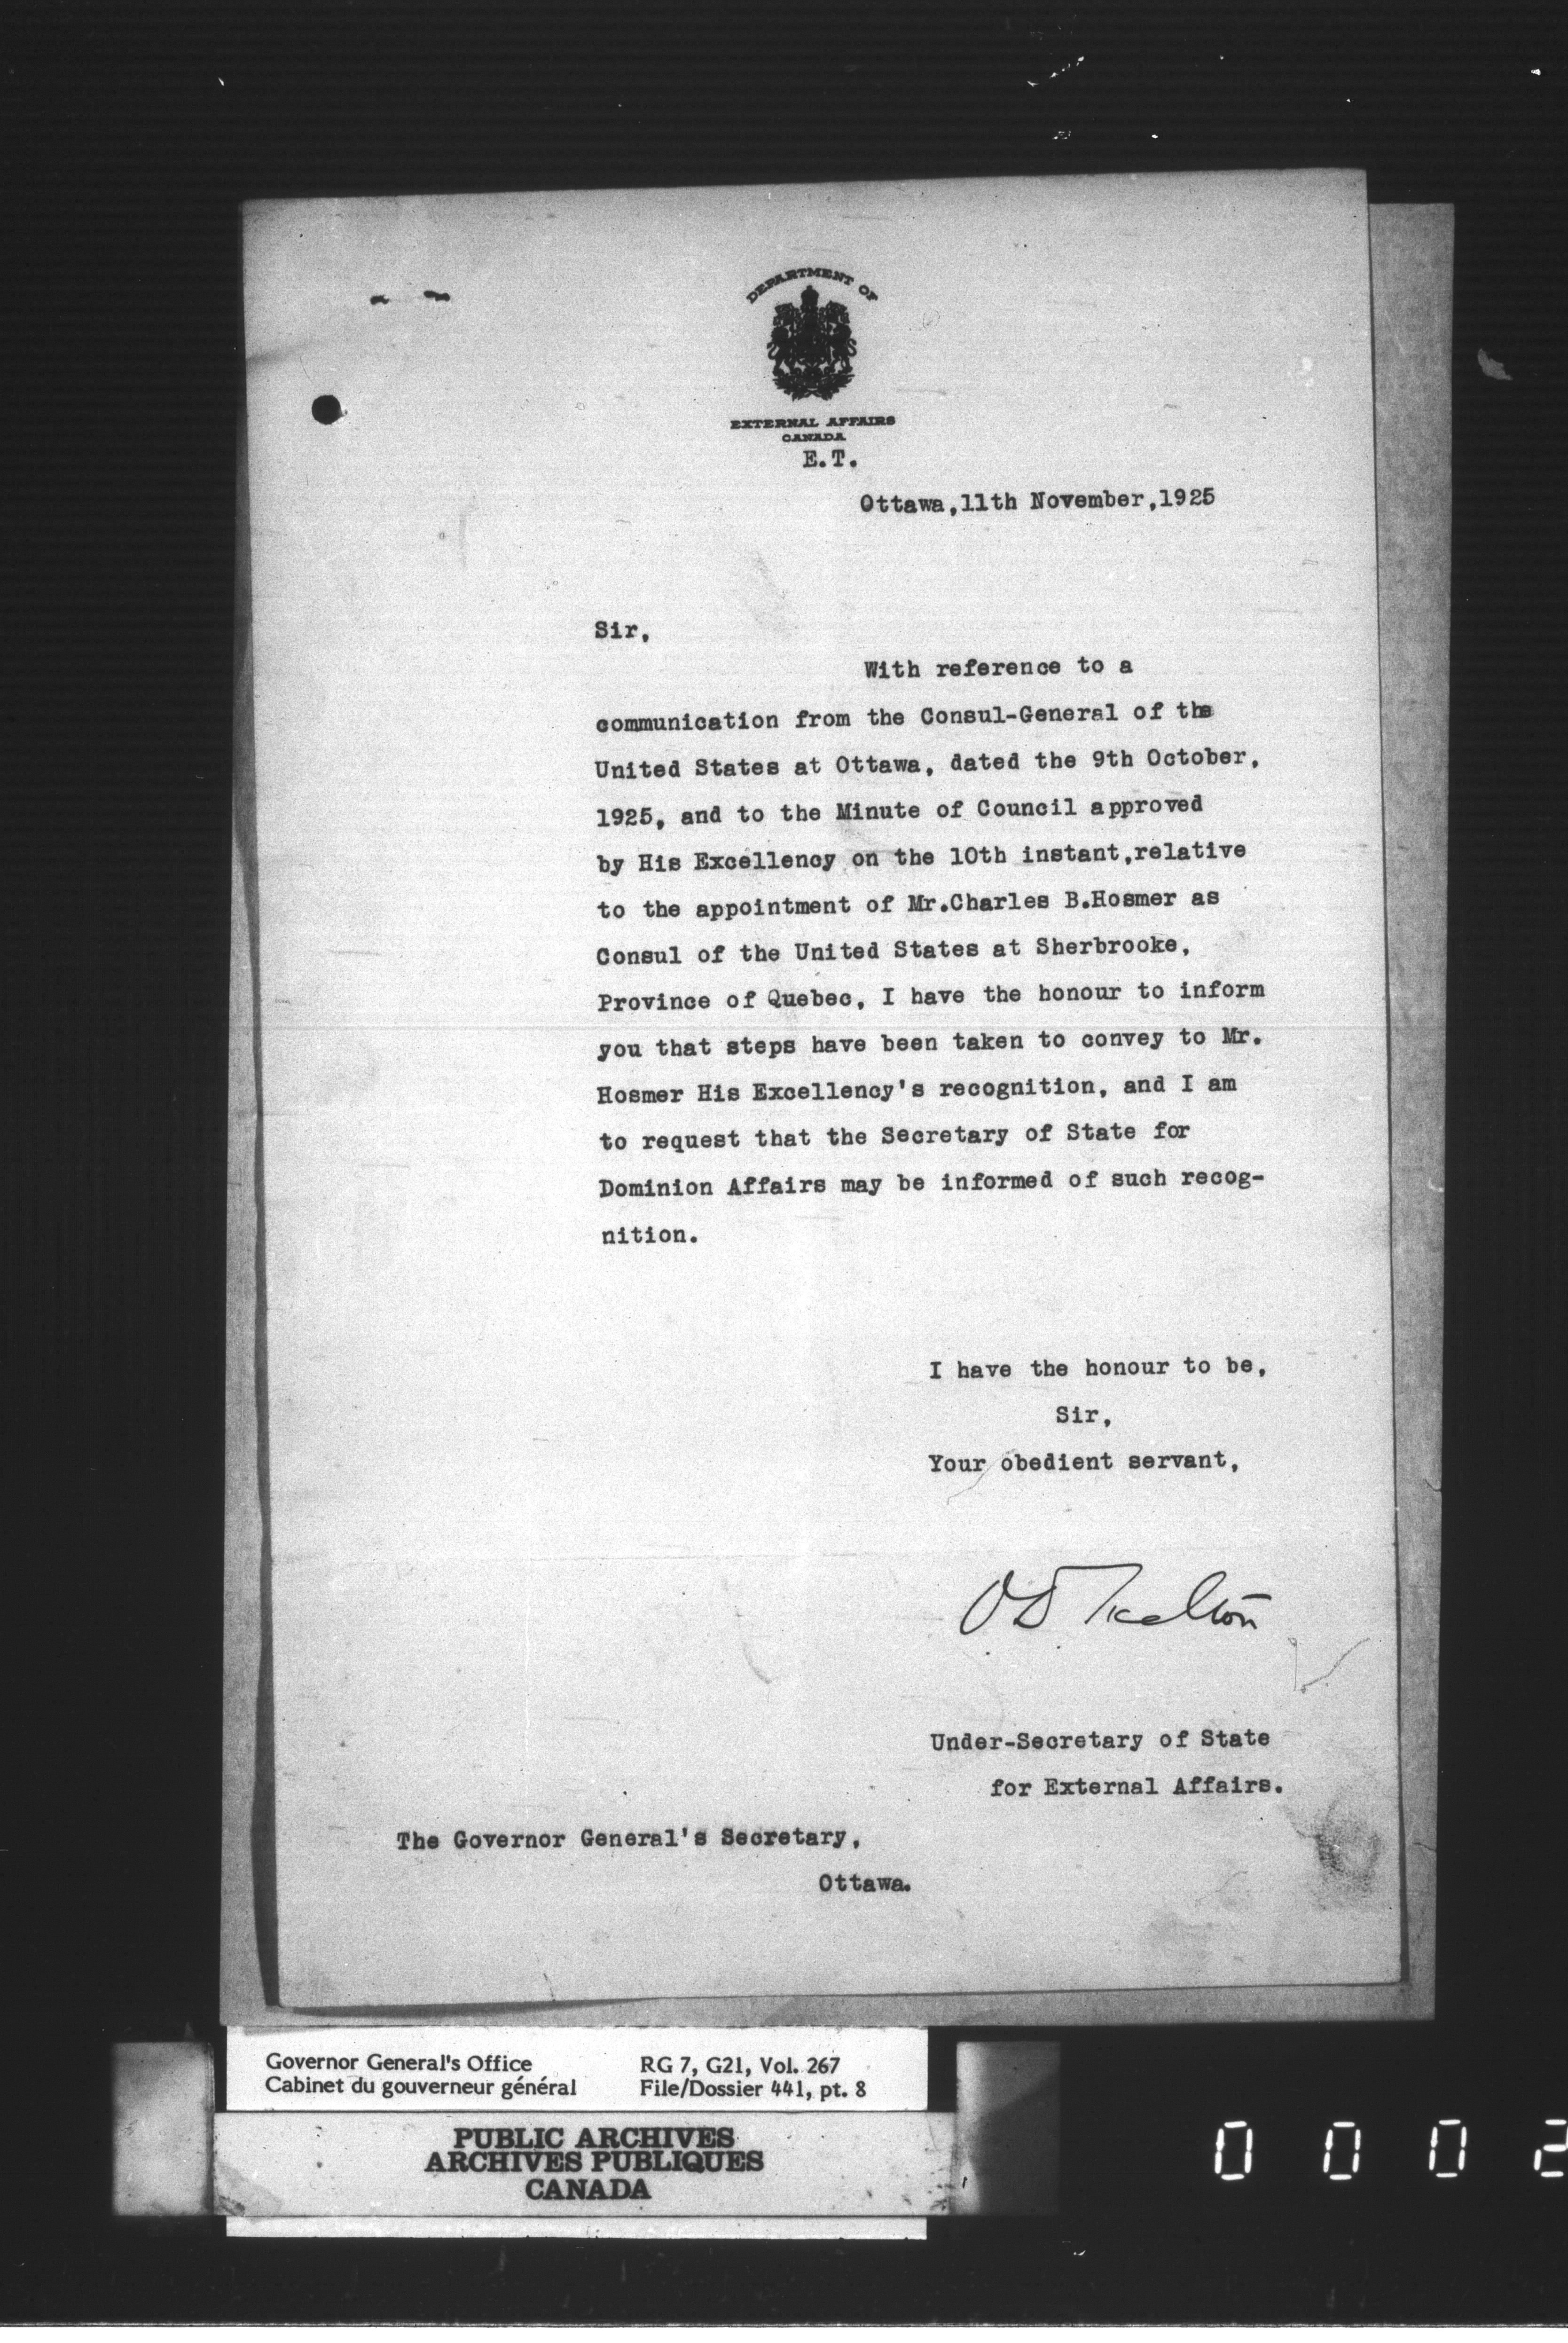 DEPARTMENT OF
EXTERNAL AFFAIRS
CANADA
E.T.
Ottawa,11th November,1925
Sir,
With reference to a
communication from the Consul-General of the
United States at Ottawa, dated the 9th October,
1925, and to the Minute of Council approved
by His Excellency on the 10th instant,relative
to the appointment of Mr.Charles B.Hosmer as
Consul of the United States at Sherbrooke,
Province of Quebec, I have the honour to inform
you that steps have been taken to convey to Mr.
Hosmer His Excellency's recognition, and I am
to request that the Secretary of State for
Dominion Affairs may be informed of such recog-
nition.
I have the honour to be,
Sir,
Your obedient servant,
O D Skelton
Under-Secretary of State
for External Affairs.
The Governor General's Secretary,
Ottawa.
Governor General's Office RG 7, G21, Vol. 267
Cabinet du gouverneur général File/Dossier 441, pt. 8
PUBLIC ARCHIVES
ARCHIVES PUBLIQUES
CANADA
0 0 0 2